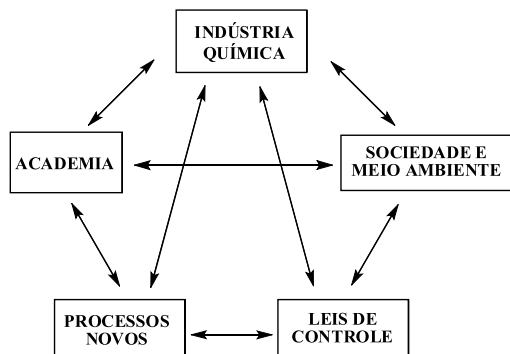 INDÚSTRIA
QUÍMICA
ACADEMIA
SOCIEDADE E
MEIO AMBIENTE
PROCESSOS
NOVOS
LEIS DE
CONTROLE